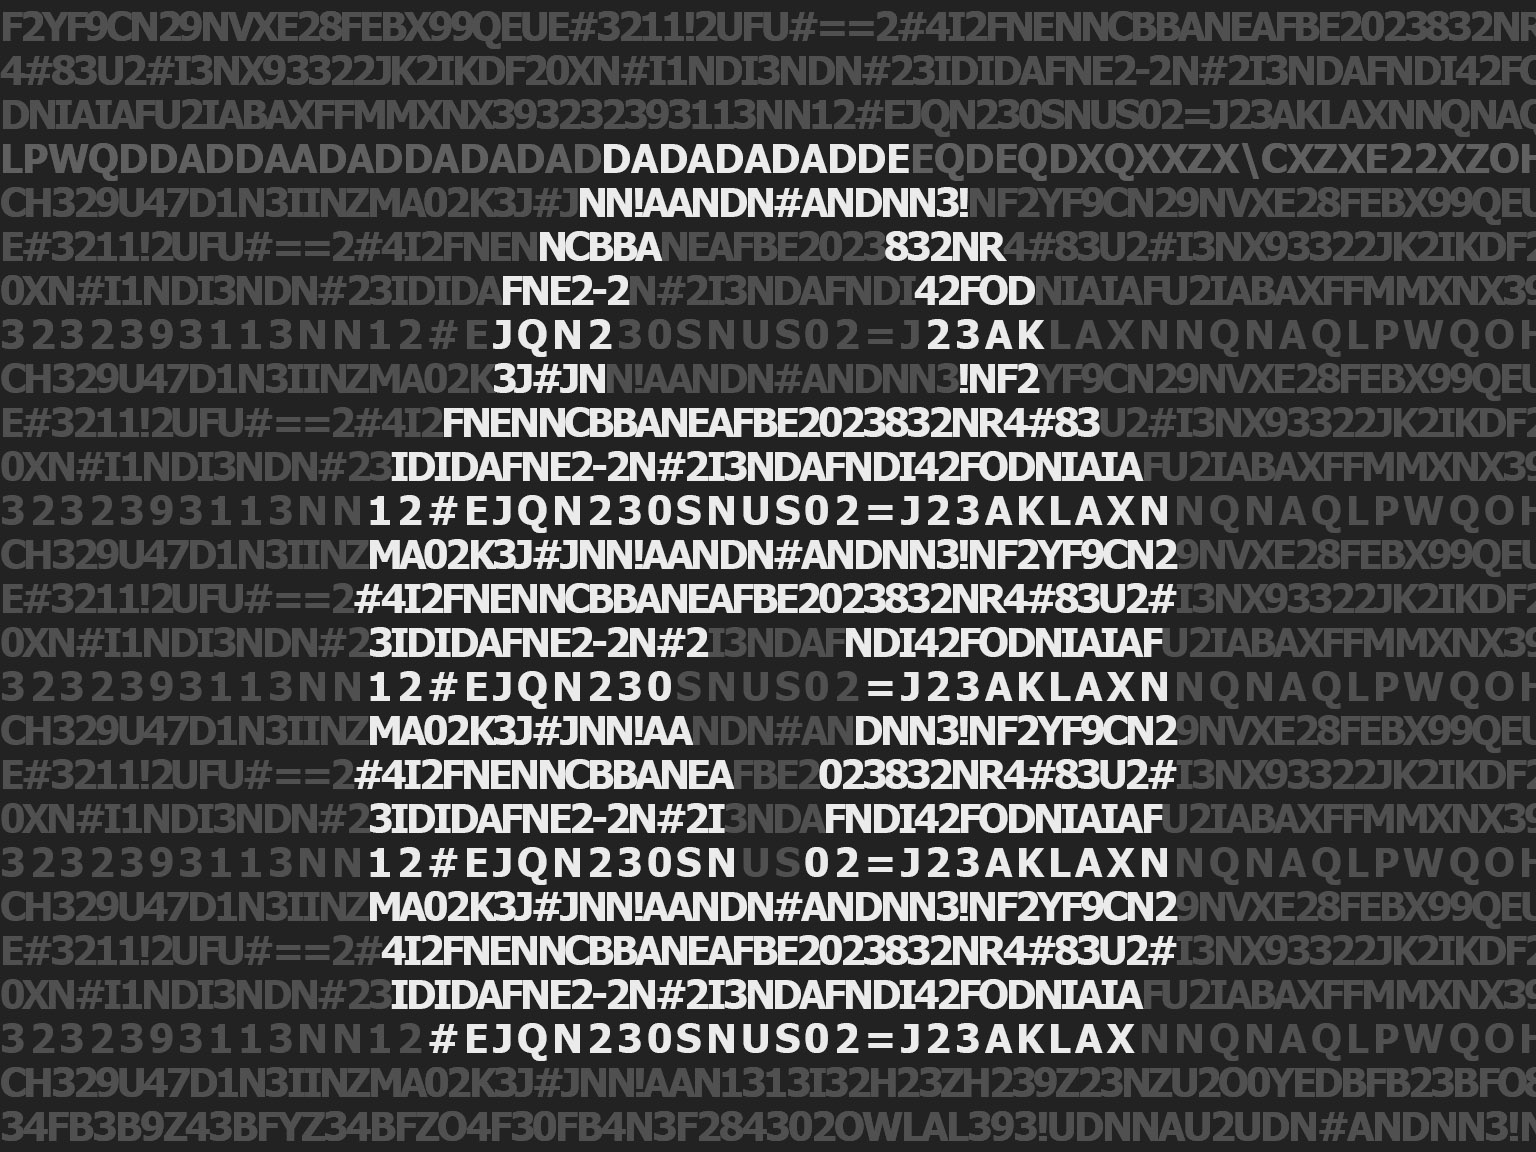 F2YF9CN29NVXE28FEBX99QEUE#3211!2UFU#==2#4I2FNENNCBBANEAFBE2023832NR
4#83U2#I3NX93322JK2IKDF20XN#I1NDI3NDN#23IDIDAFNE2-2N#2I3NDAFNDI42FO
DNIAIAFU2IABAXFFMMXNX393232393113NN12#EJQN230SNUS02=J23AKLAXNNQNAQ
LPWQDDADDAADADDADADADDADADADADDEEQDEQDXQXXZX\CXZXE22XZOH
CH329U47D1N3IINZMA02K3J#JNN!AANDN#ANDNN3!NF2YF9CN29NVXE28FEBX99QEU
E#3211!2UFU#==2#4I2FNENNCBBANEAFBE2023832NR4#83U2#I3NX93322JK2IKDF2
0XN#I1NDI3NDN#23IDIDAFNE2-2N#2I3NDAFNDI42FODNIAIAFU2IABAXFFMMXNX39
3232393113NN12#EJQN230SNUS02=J23AKLAXNNQNAQLPWQOH
CH329U47D1N3IINZMA02K3J#JNN!AANDN#ANDNN3!NF2YF9CN29NVXE28FEBX99QEU
E#3211!2UFU#==2#4I2FNENNCBBANEAFBE2023832NR4#83U2#I3NX93322JK2IKDF2
0XN#I1NDI3NDN#23IDIDAFNE2-2N#2I3NDAFNDI42FODNIAIAFU2IABAXFFMMXNX39
3232393113NN12#EJQN230SNUS02=J23AKLAXNNQNAQLPWQOH
CH329U47D1N3IINZMA02K3J#JNN!AANDN#ANDNN3!NF2YF9CN29NVXE28FEBX99QEU
E#3211!2UFU#==2#4I2FNENNCBBANEAFBE2023832NR4#83U2#I3NX93322JK2IKDF2
0XN#I1NDI3NDN#23IDIDAFNE2-2N#2I3NDAFNDI42FODNIAIAFU2IABAXFFMMXNX39
3232393113NN12#EJQN230SNUS02=J23AKLAXNNQNAQLPWQOH
CH329U47D1N3IINZMA02K3J#JNN!AANDN#ANDNN3!NF2YF9CN29NVXE28FEBX99QEU
E#3211!2UFU#==2#4I2FNENNCBBANEAFBE2023832NR4#83U2#I3NX93322JK2IKDF2
0XN#I1NDI3NDN#23IDIDAFNE2-2N#2I3NDAFNDI42FODNIAIAFU2IABAXFFMMXNX39
3232393113NN12#EJQN230SNUS02=J23AKLAXNNQNAQLPWQOH
CH329U47D1N3IINZMA02K3J#JNN!AANDN#ANDNN3!NF2YF9CN29NVXE28FEBX99QEU
E#3211!2UFU#==2#4I2FNENNCBBANEAFBE2023832NR4#83U2#I3NX93322JK2IKDF2
0XN#I1NDI3NDN#23IDIDAFNE2-2N#2I3NDAFNDI42FODNIAIAFU2IABAXFFMMXNX39
3232393113NN12#EJQN230SNUS02=J23AKLAXNNQNAQLPWQOH
CH329U47D1N3IINZMA02K3J#JNN!AAN1313I32H23ZH239Z23NZU2O0YEDBFB23BFO8
34FB3B9Z43BFYZ34BFZO4F30FB4N3F284302OWLAL393!UDNNAU2UDN#ANDNN3!N